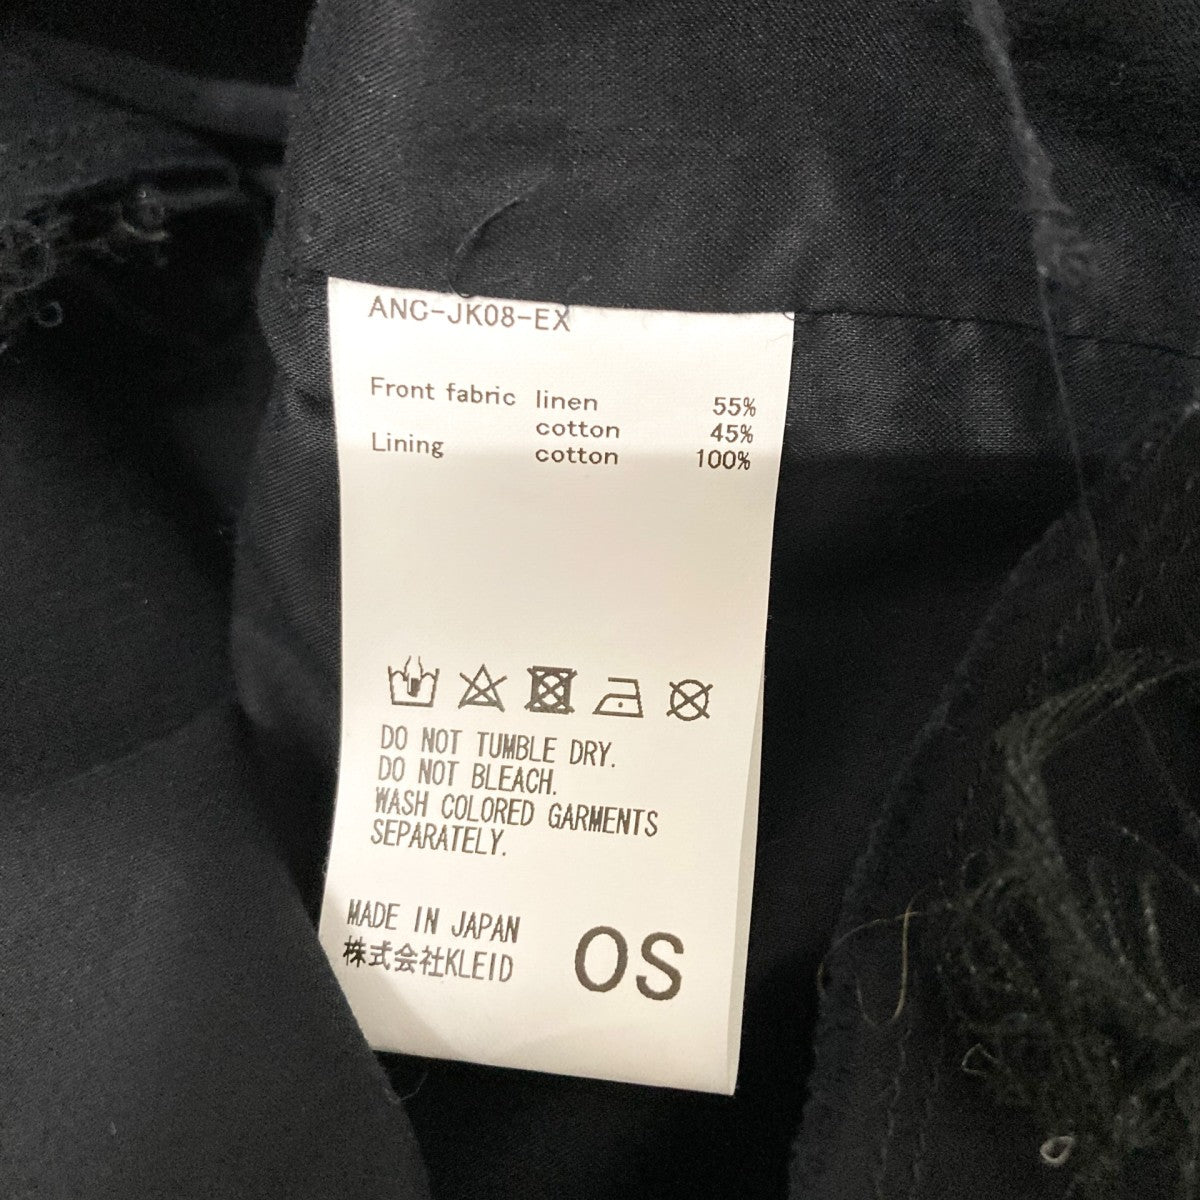 ANC-JK08-EX
Front fabric linen 55%
cotton 45%
Lining cotton 100%
DO NOT TUMBLE DRY.
DO NOT BLEACH.
WASH COLORED GARMENTS
SEPARATELY.
MADE IN JAPAN
株式会社KLEID
OS